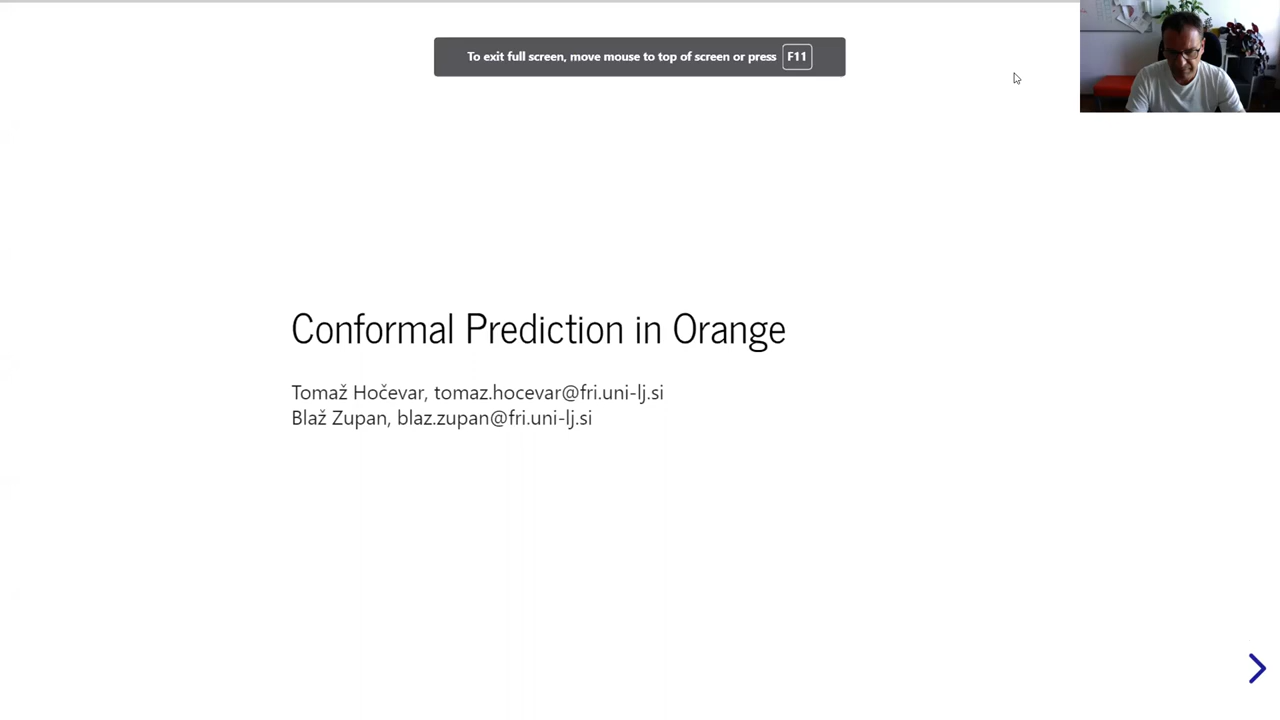 To exit full screen, move mouse to top of screen or press F11
Conformal Prediction in Orange
Tomaž Hočevar, tomaz.hocevar@fri.uni-lj.si
Blaž Zupan, blaz.zupan@fri.uni-lj.si